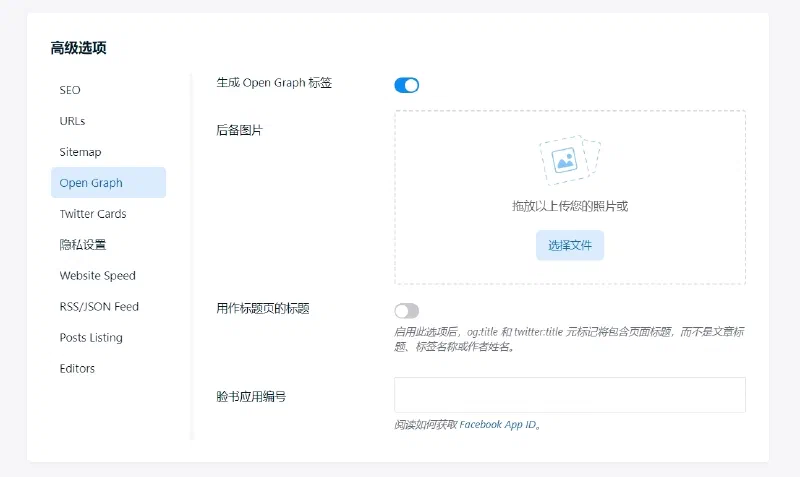 高级选项
SEO
URLs
Sitemap
Open Graph
Twitter Cards
隐私设置
Website Speed
RSS/JSON Feed
Posts Listing
Editors
生成 Open Graph 标签
后备图片
拖放以上传您的照片或
选择文件
用作标题页的标题
启用此选项后，og:title 和 twitter:title 元标记将包含页面标题，而不是文章标
题、标签名称或作者姓名。
脸书应用编号
阅读如何获取 Facebook App ID。